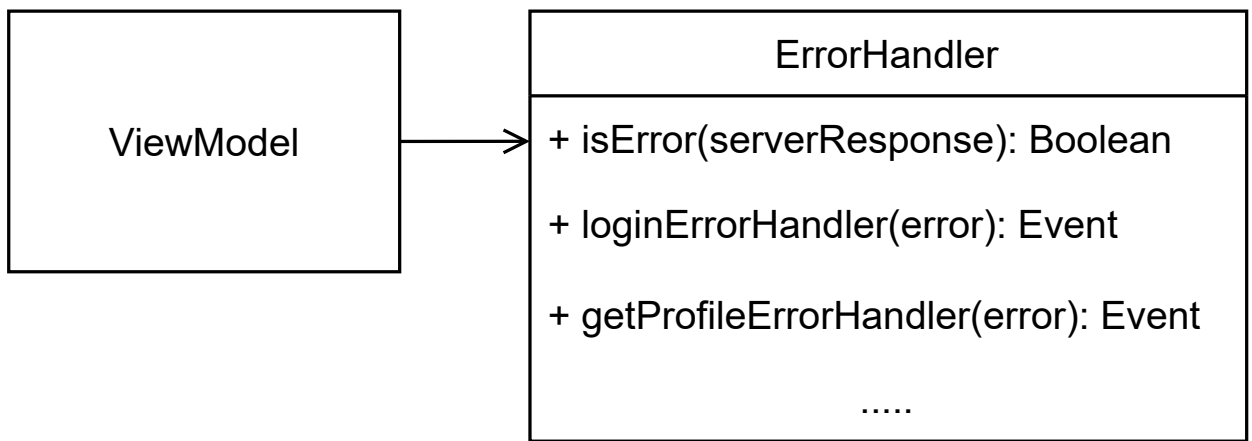 ViewModel
ErrorHandler
+ isError(serverResponse): Boolean
+ loginErrorHandler(error): Event
+ getProfileErrorHandler(error): Event
.....